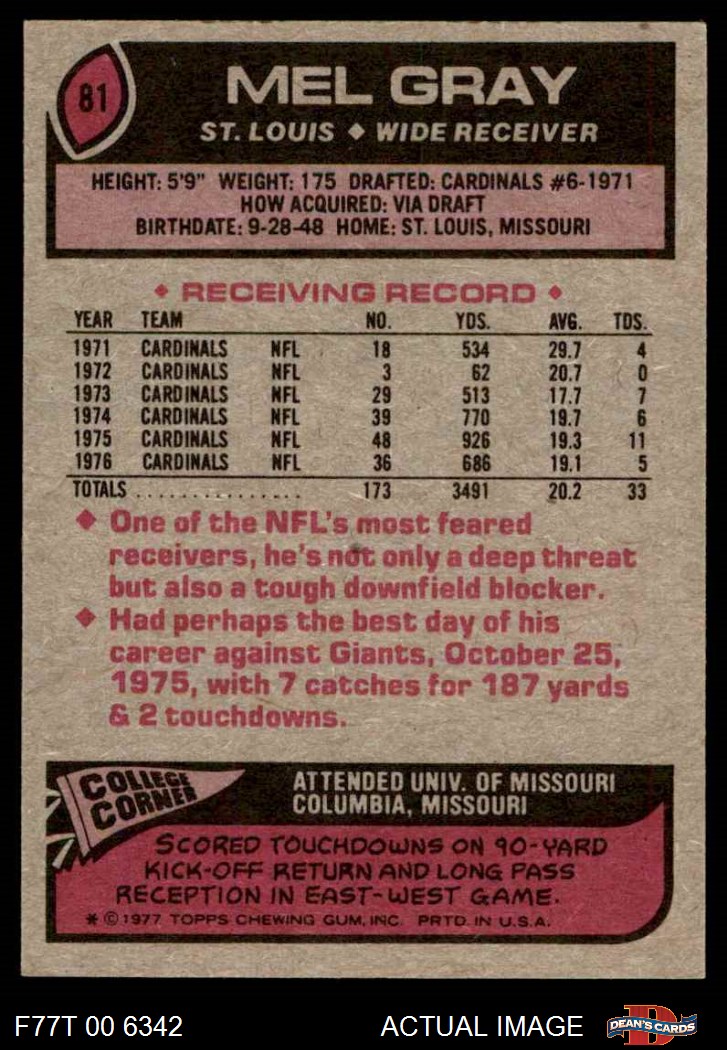 81
MEL GRAY
ST. LOUIS ◆ WIDE RECEIVER
HEIGHT: 5'9" WEIGHT: 175 DRAFTED: CARDINALS #6-1971
HOW ACQUIRED: VIA DRAFT
BIRTHDATE: 9-28-48 HOME: ST. LOUIS, MISSOURI
◆ RECEIVING RECORD ◆
YEAR TEAM NO. YDS. AVG. TDS.
1971 CARDINALS NFL 18 534 29.7 4
1972 CARDINALS NFL 3 62 20.7 0
1973 CARDINALS NFL 29 513 17.7 7
1974 CARDINALS NFL 39 770 19.7 6
1975 CARDINALS NFL 48 926 19.3 11
1976 CARDINALS NFL 36 686 19.1 5
TOTALS ................ 173 3491 20.2 33
◆ One of the NFL's most feared
receivers, he's not only a deep threat
but also a tough downfield blocker.
◆ Had perhaps the best day of his
career against Giants, October 25,
1975, with 7 catches for 187 yards
& 2 touchdowns.
COLLEGE
CORNER
ATTENDED UNIV. OF MISSOURI
COLUMBIA, MISSOURI
SCORED TOUCHDOWNS ON 90-YARD
KICK-OFF RETURN AND LONG PASS
RECEPTION IN EAST-WEST GAME.
* © 1977 TOPPS CHEWING GUM, INC. PRTD. IN U.S.A.
F77T 00 6342 ACTUAL IMAGE
D
DEAN'S CARDS